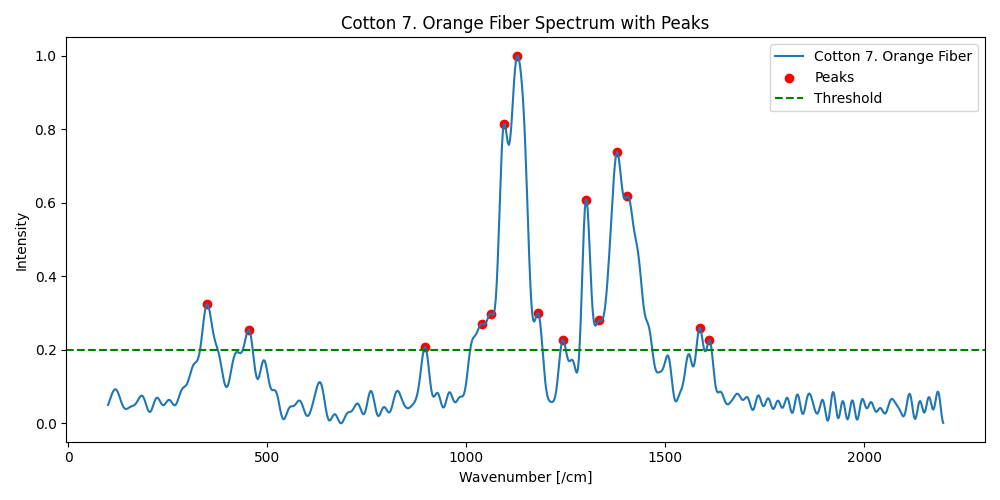 Cotton 7. Orange Fiber Spectrum with Peaks
Cotton 7. Orange Fiber
Peaks
Threshold
Intensity
1.0
0.8
0.6
0.4
0.2
0.0
0 500 1000 1500 2000
Wavenumber [/cm]